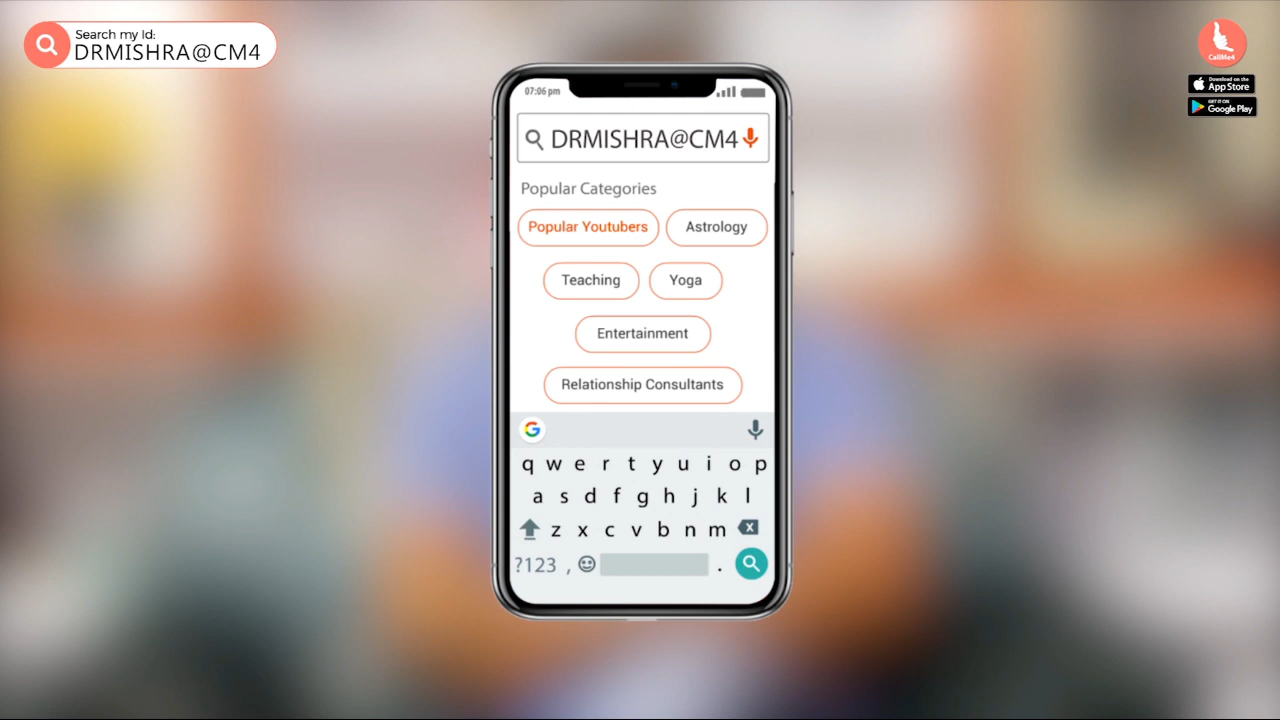 Search my Id:
DRMISHRA@CM4
CallMe4
Download on the
App Store
GET IT ON
Google Play
07:06 pm
DRMISHRA@CM4
Popular Categories
Popular Youtubers
Astrology
Teaching
Yoga
Entertainment
Relationship Consultants
G
q w e r t y u i o p
a s d f g h j k l
z x c v b n m x
?123 , .